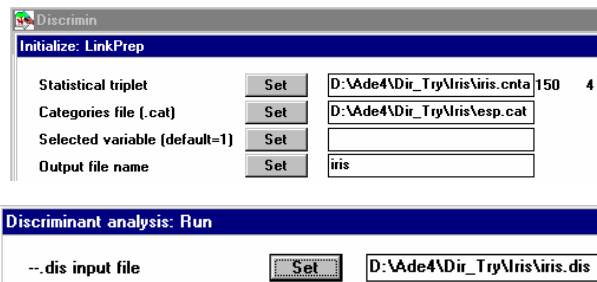 Discrimin
Initialize: LinkPrep
Statistical triplet Set D:\Ade4\Dir_Try\Iris\iris.cnta 150 4
Categories file (.cat) Set D:\Ade4\Dir_Try\Iris\esp.cat
Selected variable (default=1) Set
Output file name Set iris
Discriminant analysis: Run
--.dis input file Set D:\Ade4\Dir_Try\Iris\iris.dis